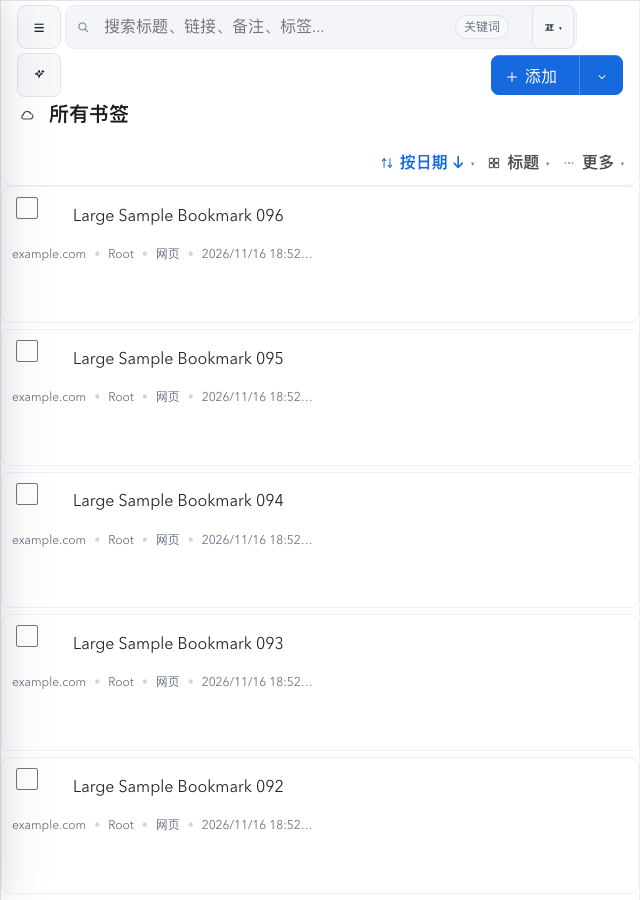 搜索标题、链接、备注、标签...
关键词
添加
所有书签
按日期
标题
更多
Large Sample Bookmark 096
example.com • Root • 网页 • 2026/11/16 18:52...
Large Sample Bookmark 095
example.com • Root • 网页 • 2026/11/16 18:52...
Large Sample Bookmark 094
example.com • Root • 网页 • 2026/11/16 18:52...
Large Sample Bookmark 093
example.com • Root • 网页 • 2026/11/16 18:52...
Large Sample Bookmark 092
example.com • Root • 网页 • 2026/11/16 18:52...